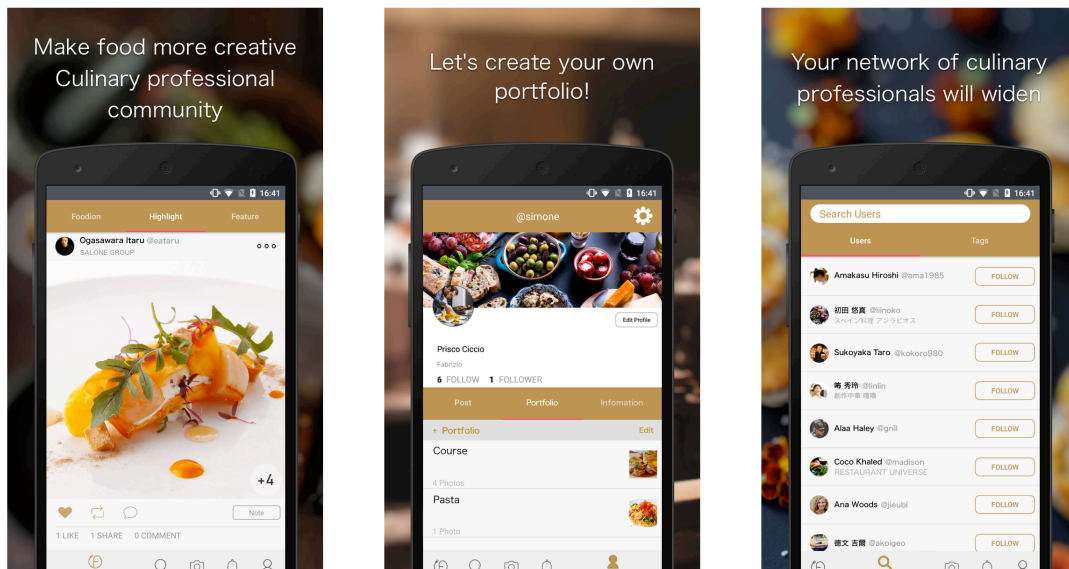 Make food more creative
Culinary professional
community
16:41
Foodion Highlight Feature
Ogasawara Itaru @eataru
SALONE GROUP
+4
Note
1 LIKE 1 SHARE 0 COMMENT
Let's create your own
portfolio!
16:41
@simone
Edit Profile
Prisco Ciccio
Fabrizio
6 FOLLOW 1 FOLLOWER
Post Portfolio Infomation
+ Portfolio Edit
Course
4 Photos
Pasta
1 Photo
Your network of culinary
professionals will widen
16:41
Search Users
Users Tags
Amakasu Hiroshi @ama1985 FOLLOW
初田 悠真 @liinoko FOLLOW
スペイン料理 アンラビオス
Sukoyaka Taro @kokoro980 FOLLOW
秀玲 @linlin FOLLOW
創作中華
Alaa Haley @grill FOLLOW
Coco Khaled @madison FOLLOW
RESTAURANT UNIVERSE
Ana Woods @jieubi FOLLOW
徳文 吉爾 @akoigeo FOLLOW